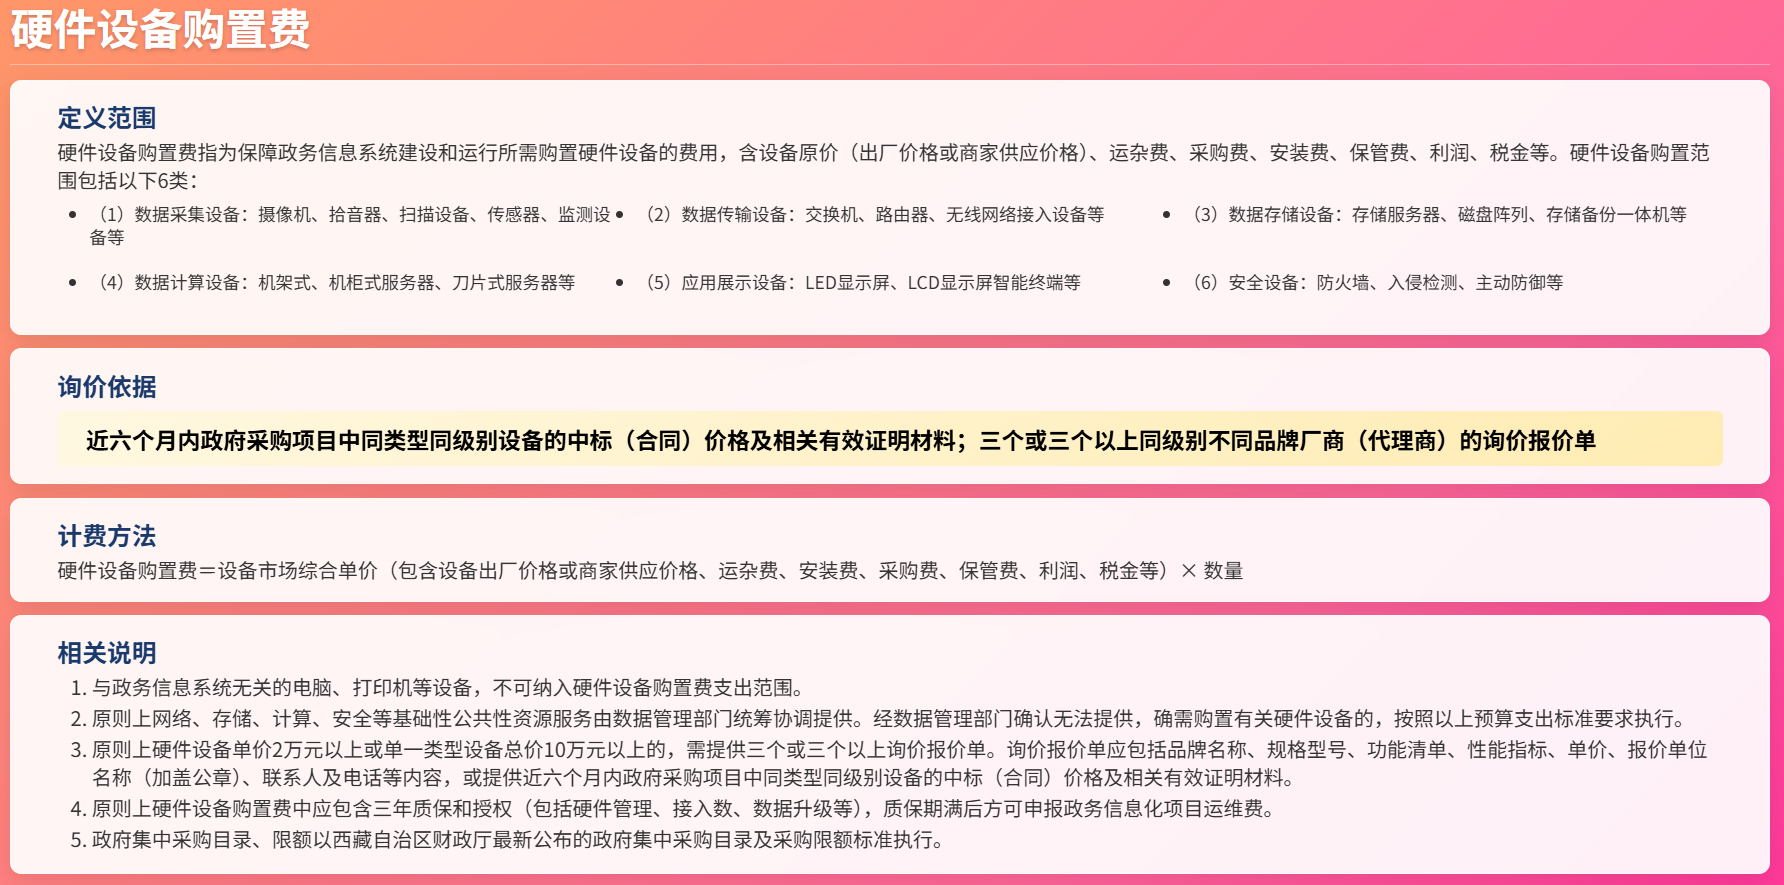 硬件设备购置费
定义范围
硬件设备购置费指为保障政务信息系统建设和运行所需购置硬件设备的费用，含设备原价（出厂价格或商家供应价格）、运杂费、采购费、安装费、保管费、利润、税金等。硬件设备购置范
围包括以下6类：
（1）数据采集设备：摄像机、拾音器、扫描设备、传感器、监测设
备等
（2）数据传输设备：交换机、路由器、无线网络接入设备等
（3）数据存储设备：存储服务器、磁盘阵列、存储备份一体机等
（4）数据计算设备：机架式、机柜式服务器、刀片式服务器等
（5）应用展示设备：LED显示屏、LCD显示屏智能终端等
（6）安全设备：防火墙、入侵检测、主动防御等
询价依据
近六个月内政府采购项目中同类型同级别设备的中标（合同）价格及相关有效证明材料；三个或三个以上同级别不同品牌厂商（代理商）的询价报价单
计费方法
硬件设备购置费＝设备市场综合单价（包含设备出厂价格或商家供应价格、运杂费、安装费、采购费、保管费、利润、税金等）× 数量
相关说明
1. 与政务信息系统无关的电脑、打印机等设备，不可纳入硬件设备购置费支出范围。
2. 原则上网络、存储、计算、安全等基础性公共性资源服务由数据管理部门统筹协调提供。经数据管理部门确认无法提供，确需购置有关硬件设备的，按照以上预算支出标准要求执行。
3. 原则上硬件设备单价2万元以上或单一类型设备总价10万元以上的，需提供三个或三个以上询价报价单。询价报价单应包括品牌名称、规格型号、功能清单、性能指标、单价、报价单位
名称（加盖公章）、联系人及电话等内容，或提供近六个月内政府采购项目中同类型同级别设备的中标（合同）价格及相关有效证明材料。
4. 原则上硬件设备购置费中应包含三年质保和授权（包括硬件管理、接入数、数据升级等），质保期满后方可申报政务信息化项目运维费。
5. 政府集中采购目录、限额以西藏自治区财政厅最新公布的政府集中采购目录及采购限额标准执行。